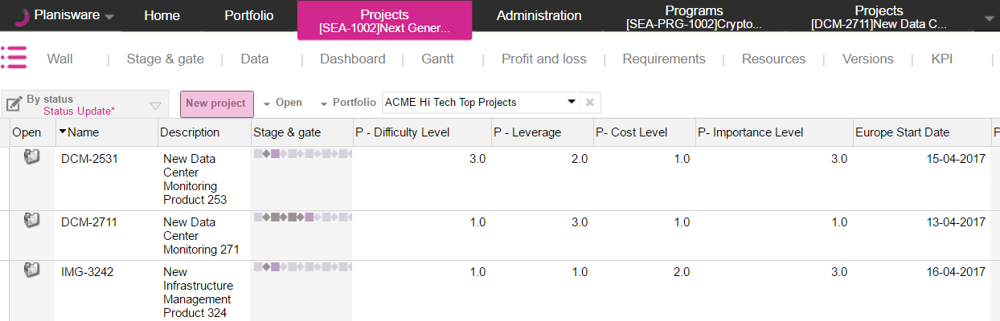 Planisware Home Portfolio Projects Administration Programs Projects
[SEA-1002]Next Gener... [SEA-PRG-1002]Crypto... [DCM-2711]New Data C...
Wall | Stage & gate | Data | Dashboard | Gantt | Profit and loss | Requirements | Resources | Versions | KPI |
By status New project Open Portfolio ACME Hi Tech Top Projects
Status Update*
Open Name Description Stage & gate P - Difficulty Level P - Leverage P- Cost Level P- Importance Level Europe Start Date P
DCM-2531 New Data 3.0 2.0 1.0 3.0 15-04-2017
Center
Monitoring
Product 253
DCM-2711 New Data 1.0 3.0 1.0 1.0 13-04-2017
Center
Monitoring 271
IMG-3242 New 1.0 1.0 2.0 3.0 16-04-2017
Infrastructure
Management
Product 324